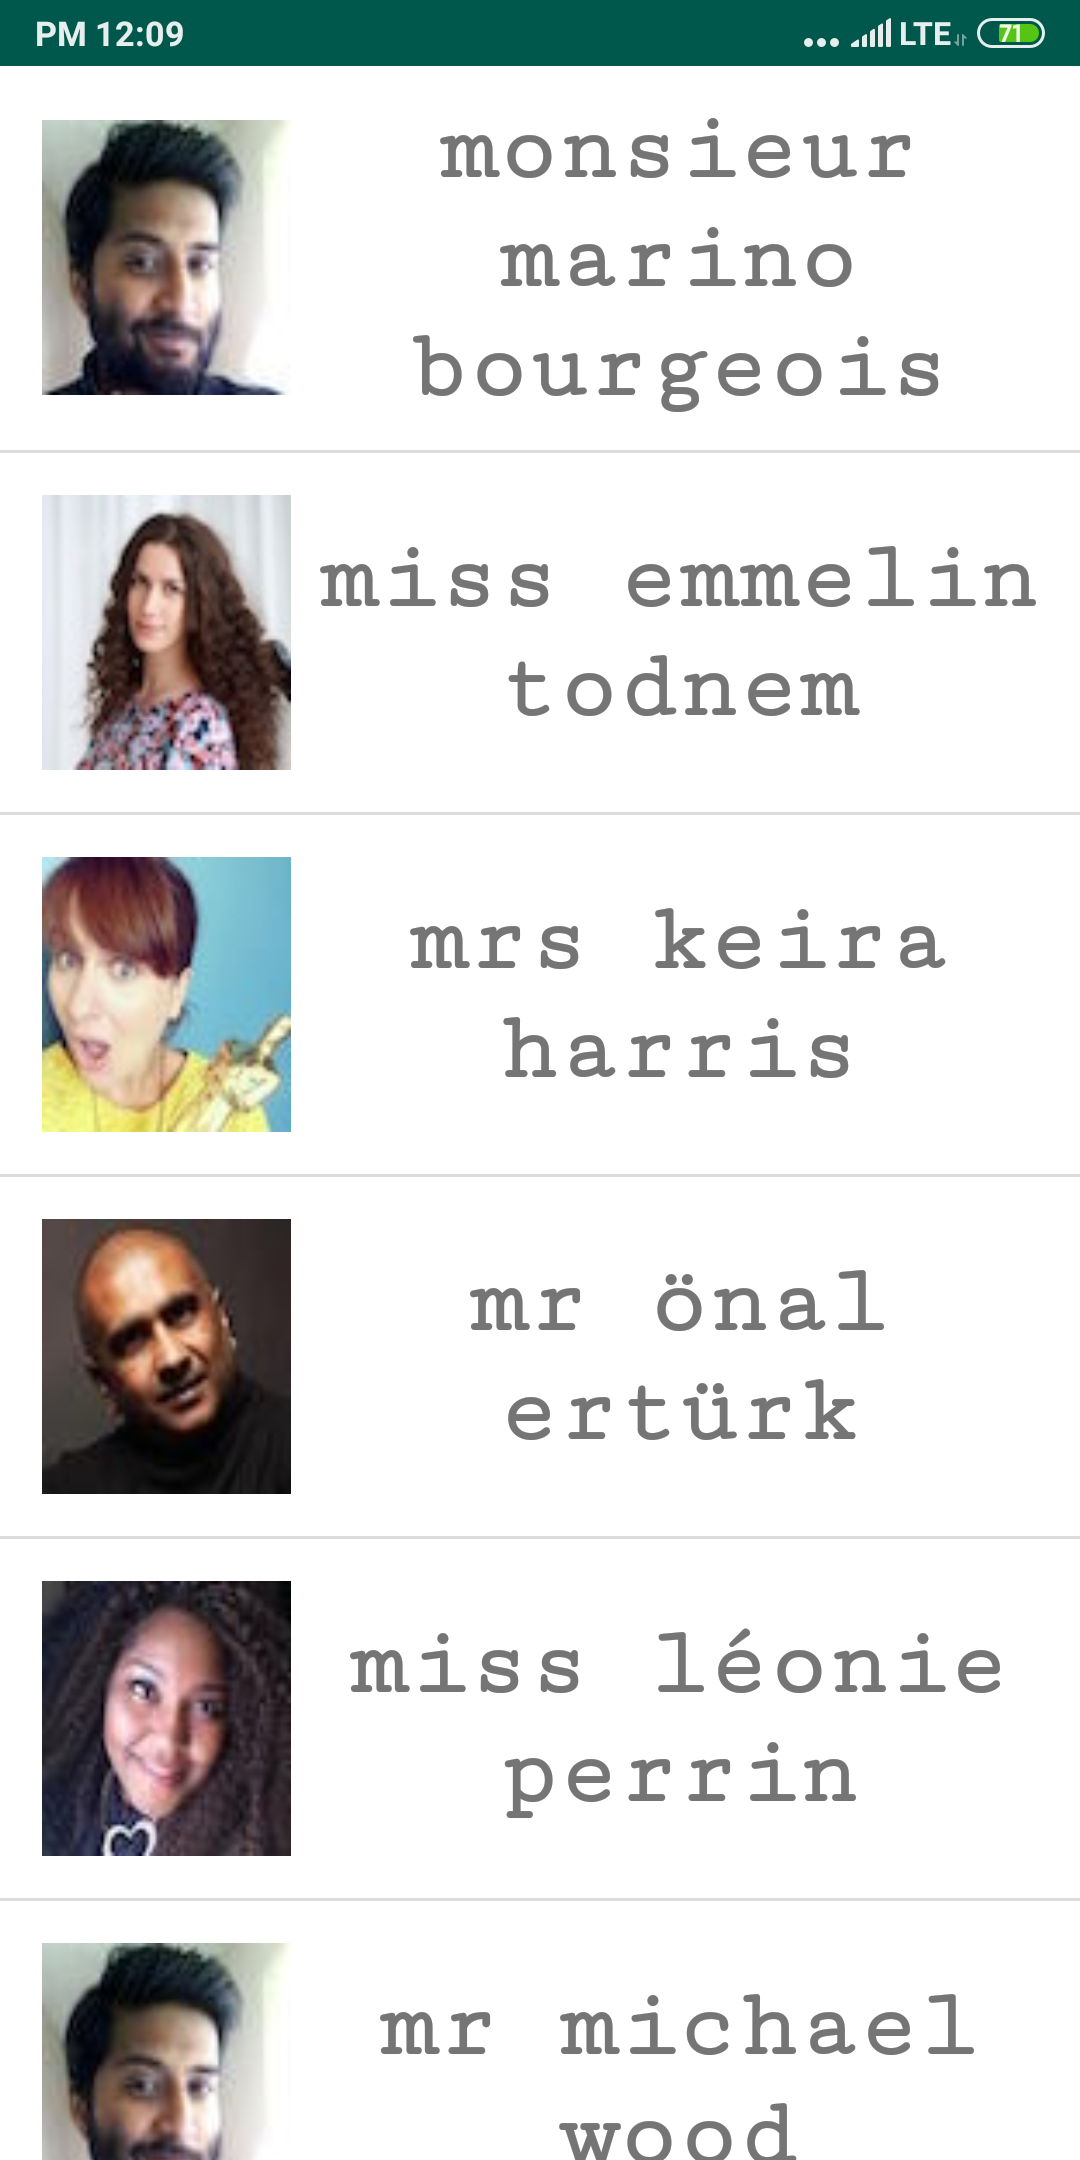 PM 12:09 ... LTE 71
monsieur
marino
bourgeois
miss emmelin
todnem
mrs keira
harris
mr önal
ertürk
miss léonie
perrin
mr michael
wood